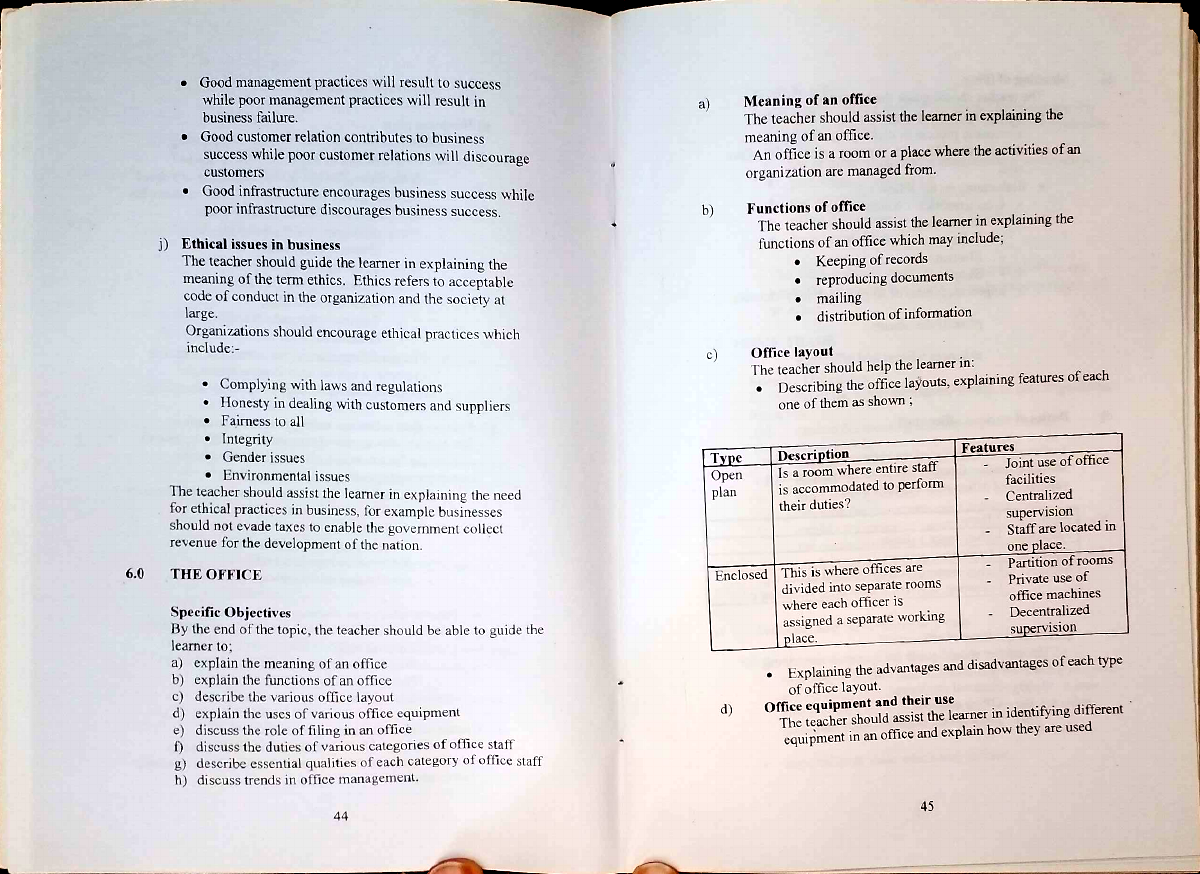 • Good management practices will result to success
while poor management practices will result in
business failure.
• Good customer relation contributes to business
success while poor customer relations will discourage
customers
• Good infrastructure encourages business success while
poor infrastructure discourages business success.
j) Ethical issues in business
The teacher should guide the learner in explaining the
meaning of the term ethics. Ethics refers to acceptable
code of conduct in the organization and the society at
large.
Organizations should encourage ethical practices which
include:-
• Complying with laws and regulations
• Honesty in dealing with customers and suppliers
• Fairness to all
• Integrity
• Gender issues
• Environmental issues
The teacher should assist the learner in explaining the need
for ethical practices in business, for example businesses
should not evade taxes to enable the government collect
revenue for the development of the nation.
6.0 THE OFFICE
Specific Objectives
By the end of the topic, the teacher should be able to guide the
learner to;
a) explain the meaning of an office
b) explain the functions of an office
c) describe the various office layout
d) explain the uses of various office equipment
e) discuss the role of filing in an office
f) discuss the duties of various categories of office staff
g) describe essential qualities of each category of office staff
h) discuss trends in office management.
44
a) Meaning of an office
The teacher should assist the learner in explaining the
meaning of an office.
An office is a room or a place where the activities of an
organization are managed from.
b) Functions of office
The teacher should assist the learner in explaining the
functions of an office which may include;
• Keeping of records
• reproducing documents
• mailing
• distribution of information
c) Office layout
The teacher should help the learner in:
• Describing the office layouts, explaining features of each
one of them as shown ;
Type Description Features
Open
plan
Is a room where entire staff
is accommodated to perform
their duties?
- Joint use of office
facilities
- Centralized
supervision
- Staff are located in
one place.
Enclosed
This is where offices are
divided into separate rooms
where each officer is
assigned a separate working
place.
- Partition of rooms
- Private use of
office machines
- Decentralized
supervision
• Explaining the advantages and disadvantages of each type
of office layout.
d) Office equipment and their use
The teacher should assist the learner in identifying different
equipment in an office and explain how they are used
45